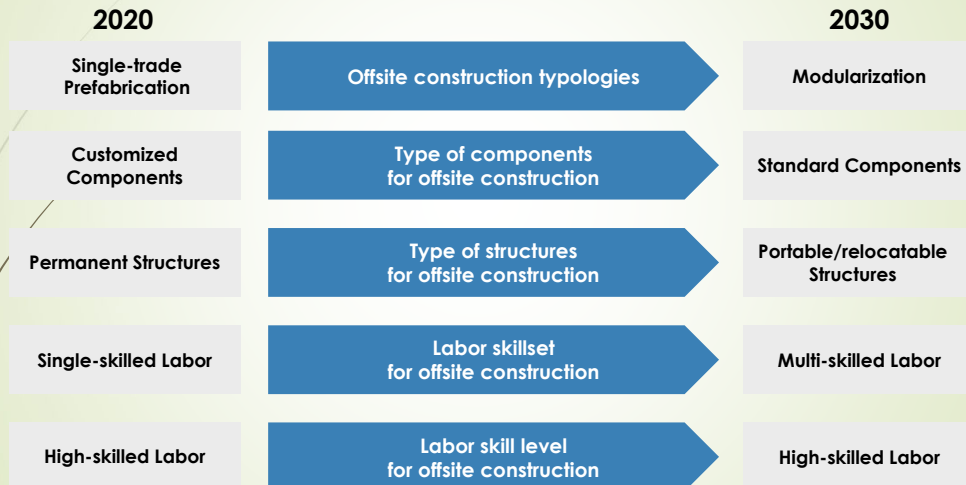 2020
2030
Single-trade
Prefabrication
Offsite construction typologies
Modularization
Customized
Components
Type of components
for offsite construction
Standard Components
Permanent Structures
Type of structures
for offsite construction
Portable/relocatable
Structures
Single-skilled Labor
Labor skillset
for offsite construction
Multi-skilled Labor
High-skilled Labor
Labor skill level
for offsite construction
High-skilled Labor